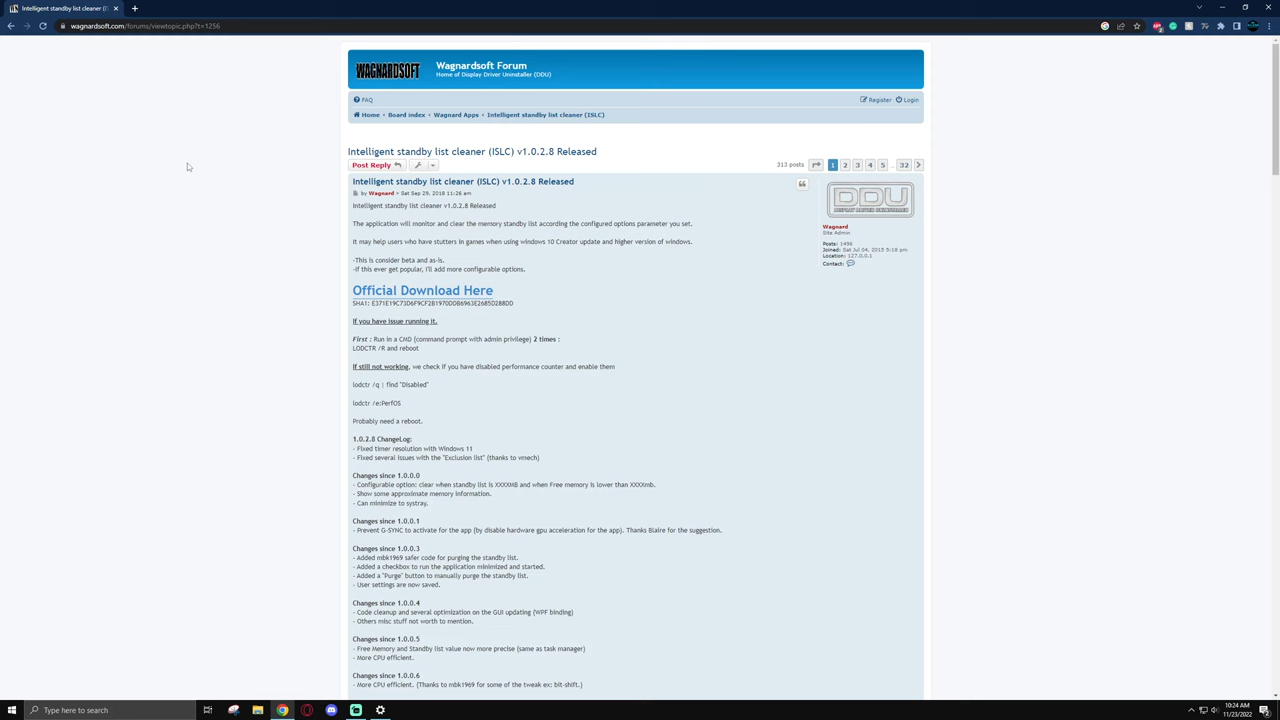 Intelligent standby list cleaner (I
wagnardsoft.com/forums/viewtopic.php?t=1256
WAGNARDSOFT
Wagnardsoft Forum
Home of Display Driver Uninstaller (DDU)
FAQ
Register
Login
Home
Board index
Wagnard Apps
Intelligent standby list cleaner (ISLC)
Intelligent standby list cleaner (ISLC) v1.0.2.8 Released
Post Reply
313 posts
1 2 3 4 5 … 32
Intelligent standby list cleaner (ISLC) v1.0.2.8 Released
by Wagnard » Sat Sep 29, 2018 11:26 am
Intelligent standby list cleaner v1.0.2.8 Released
The application will monitor and clear the memory standby list according the configured options parameter you set.
It may help users who have stutters in games when using windows 10 Creator update and higher version of windows.
-This is consider beta and as-is.
-If this ever get popular, I'll add more configurable options.
Official Download Here
SHA1: E371E19C73D6F9CF2B1970DDB6963E2685D288DD
If you have issue running it.
First : Run in a CMD (command prompt with admin privilege) 2 times :
LODCTR /R and reboot
If still not working, we check if you have disabled performance counter and enable them
lodctr /q | find "Disabled"
lodctr /e:PerfOS
Probably need a reboot.
1.0.2.8 ChangeLog:
- Fixed timer resolution with Windows 11
- Fixed several issues with the "Exclusion list" (thanks to vmech)
Changes since 1.0.0.0
- Configurable option: clear when standby list is XXXXMB and when Free memory is lower than XXXXmb.
- Show some approximate memory information.
- Can minimize to systray.
Changes since 1.0.0.1
- Prevent G-SYNC to activate for the app (by disable hardware gpu acceleration for the app). Thanks Blaire for the suggestion.
Changes since 1.0.0.3
- Added mbk1969 safer code for purging the standby list.
- Added a checkbox to run the application minimized and started.
- Added a "Purge" button to manually purge the standby list.
- User settings are now saved.
Changes since 1.0.0.4
- Code cleanup and several optimization on the GUI updating (WPF binding)
- Others misc stuff not worth to mention.
Changes since 1.0.0.5
- Free Memory and Standby list value now more precise (same as task manager)
- More CPU efficient.
Changes since 1.0.0.6
- More CPU efficient. (Thanks to mbk1969 for some of the tweak ex: bit-shift.)
DDU
DISPLAY DRIVER UNINSTALLER
Wagnard
Site Admin
Posts: 1496
Joined: Sat Jul 04, 2015 5:18 pm
Location: 127.0.0.1
Contact:
Type here to search
10:24 AM
11/23/2022